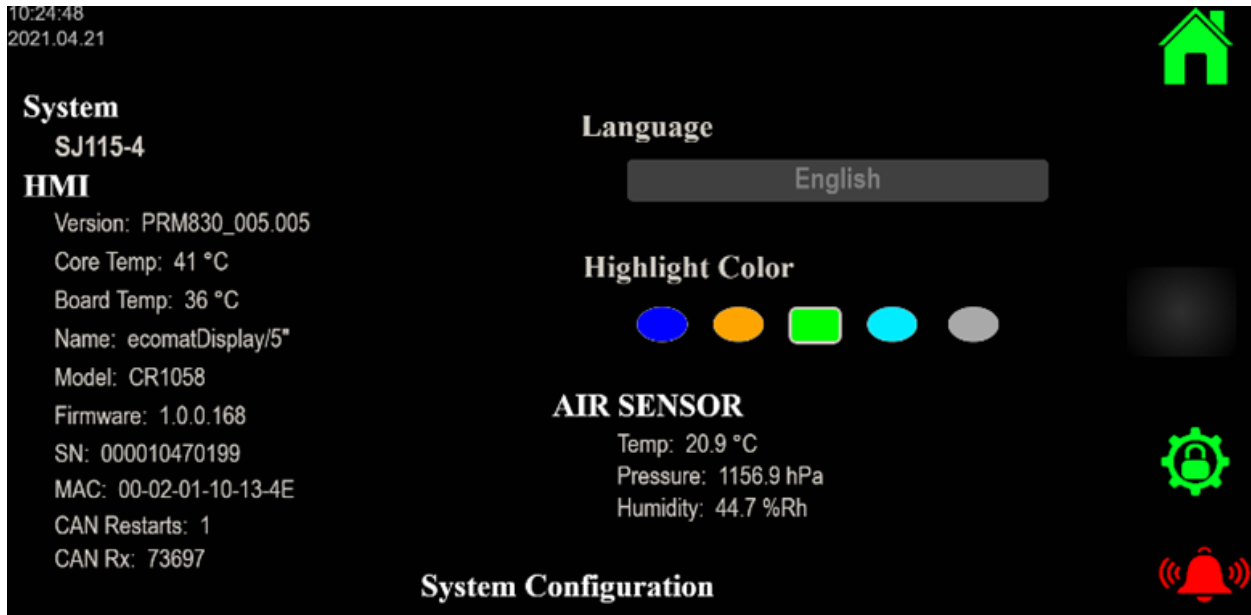 10:24:48
2021.04.21
System
SJ115-4
HMI
Version: PRM830_005.005
Core Temp: 41 °C
Board Temp: 36 °C
Name: ecomatDisplay/5"
Model: CR1058
Firmware: 1.0.0.168
SN: 000010470199
MAC: 00-02-01-10-13-4E
CAN Restarts: 1
CAN Rx: 73697
Language
English
Highlight Color
AIR SENSOR
Temp: 20.9 °C
Pressure: 1156.9 hPa
Humidity: 44.7 %Rh
System Configuration